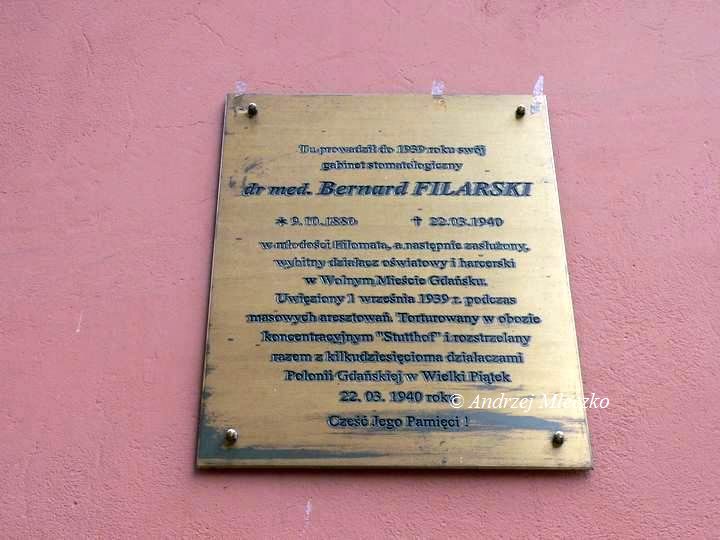 Tu prowadził do 1939 roku swój
gabinet stomatologiczny
dr med. Bernard FILARSKI
* 9. 10. 1880 † 22.03.1940
w młodości Filomata, a następnie zasłużony,
wybitny działacz oświatowy i harcerski
w Wolnym Mieście Gdańsku.
Uwięziony 1 września 1939 r. podczas
masowych aresztowań. Torturowany w obozie
koncentracyjnym "Stutthof" i rozstrzelany
razem z kilkudziesięcioma działaczami
Polonii Gdańskiej w Wielki Piątek
22. 03. 1940 roku
© Andrzej Mleczko
Cześć Jego Pamięci !